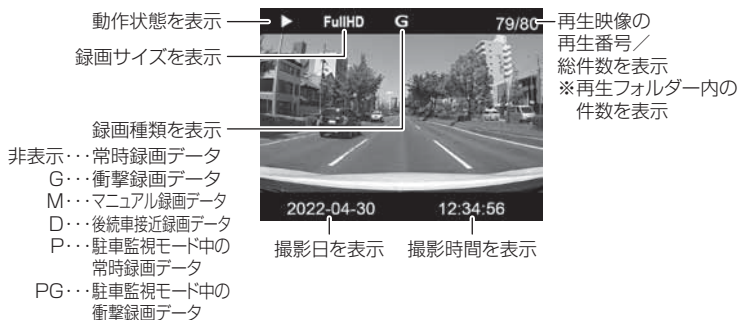 動作状態を表示
録画サイズを表示
録画種類を表示
非表示･･･常時録画データ
G･･･衝撃録画データ
M･･･マニュアル録画データ
D･･･後続車接近録画データ
P･･･駐車監視モード中の
常時録画データ
PG･･･駐車監視モード中の
衝撃録画データ
FullHD
G
79/80
2022-04-30
12:34:56
撮影日を表示
撮影時間を表示
再生映像の
再生番号／
総件数を表示
※再生フォルダー内の
件数を表示